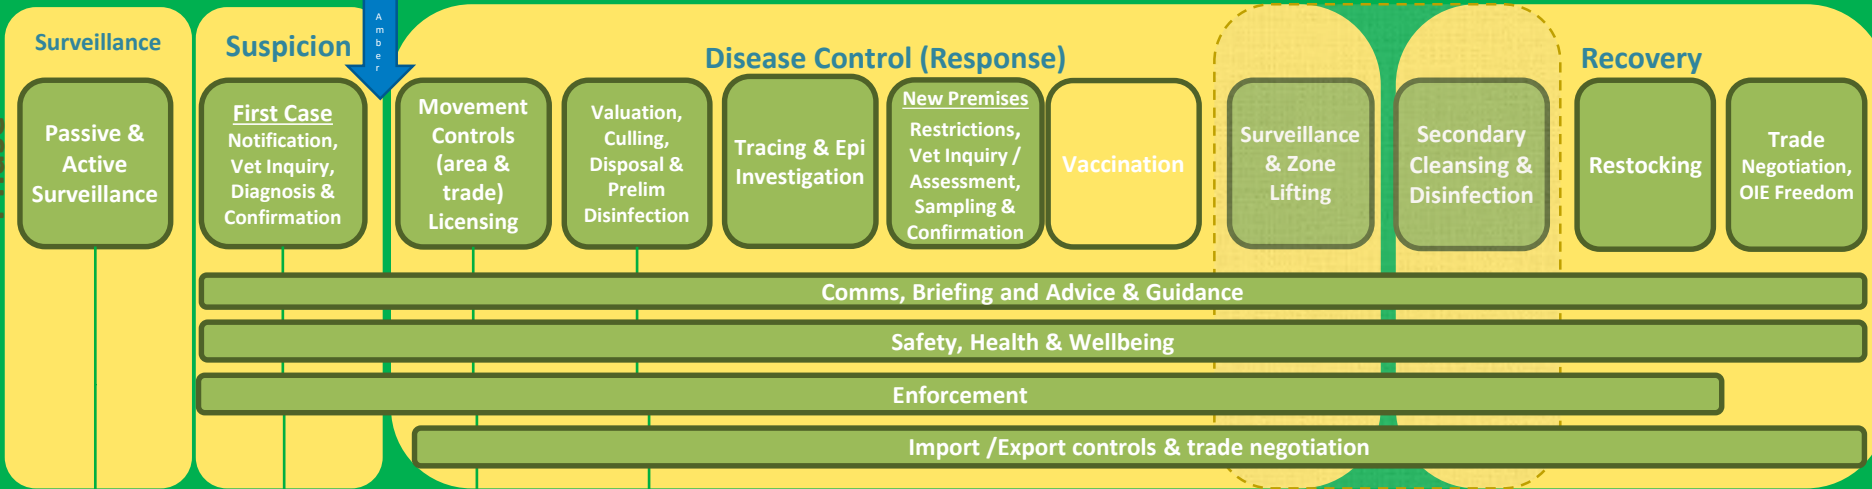 Surveillance
Suspicion
Amber
Disease Control (Response)
Recovery
Passive &
Active
Surveillance
First Case
Notification,
Vet Inquiry,
Diagnosis &
Confirmation
Movement
Controls
(area &
trade)
Licensing
Valuation,
Culling,
Disposal &
Prelim
Disinfection
Tracing & Epi
Investigation
New Premises
Restrictions,
Vet Inquiry /
Assessment,
Sampling &
Confirmation
Vaccination
Surveillance
& Zone
Lifting
Secondary
Cleansing &
Disinfection
Restocking
Trade
Negotiation,
OIE Freedom
Comms, Briefing and Advice & Guidance
Safety, Health & Wellbeing
Enforcement
Import /Export controls & trade negotiation